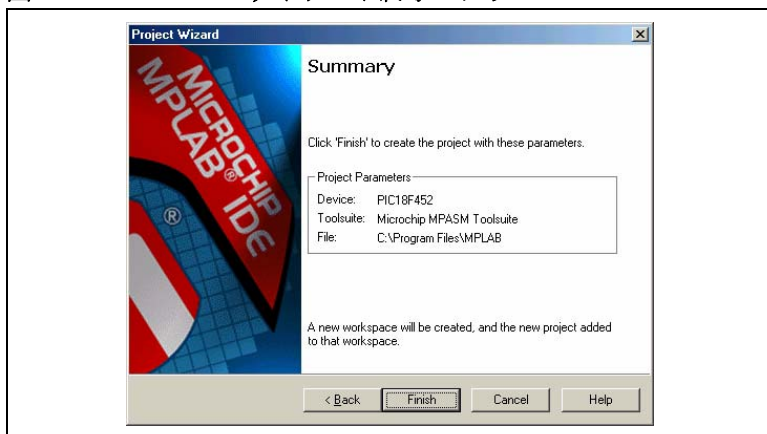 Project Wizard
Summary
MICROCHIP
MPLAB® IDE
®
Click 'Finish' to create the project with these parameters.
Project Parameters
Device: PIC18F452
Toolsuite: Microchip MPASM Toolsuite
File: C:\Program Files\MPLAB
A new workspace will be created, and the new project added
to that workspace.
< Back Finish Cancel Help